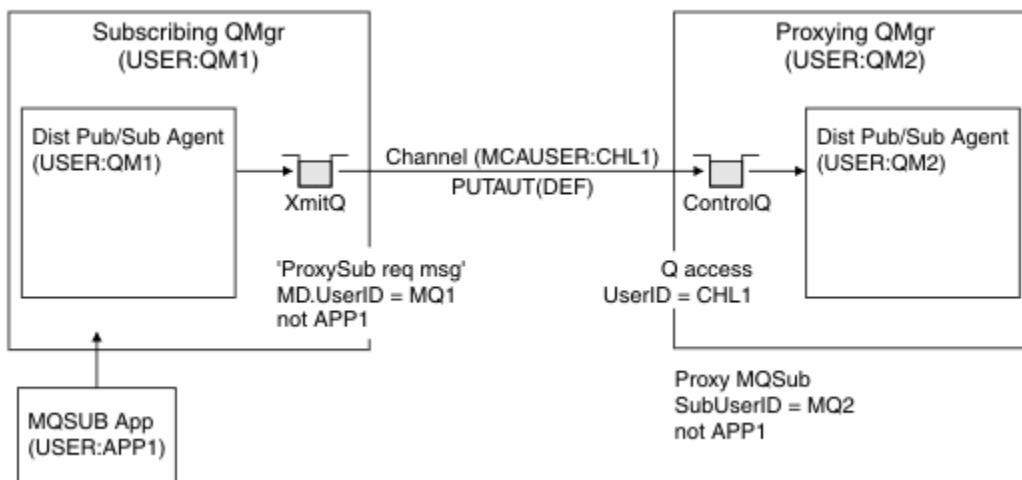 Subscribing QMgr
(USER:QM1)
Dist Pub/Sub Agent
(USER:QM1)
XmitQ
'ProxySub req msg'
MD.UserID = MQ1
not APP1
MQSUB App
(USER:APP1)
Channel (MCAUSER:CHL1)
PUTAUT(DEF)
Proxying QMgr
(USER:QM2)
ControlQ
Dist Pub/Sub Agent
(USER:QM2)
Q access
UserID = CHL1
Proxy MQSub
SubUserID = MQ2
not APP1